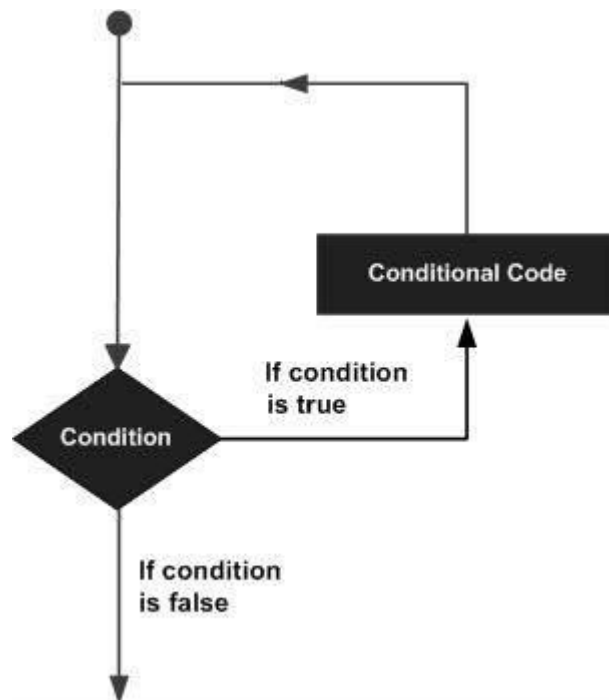 Conditional Code
If condition
is true
Condition
If condition
is false